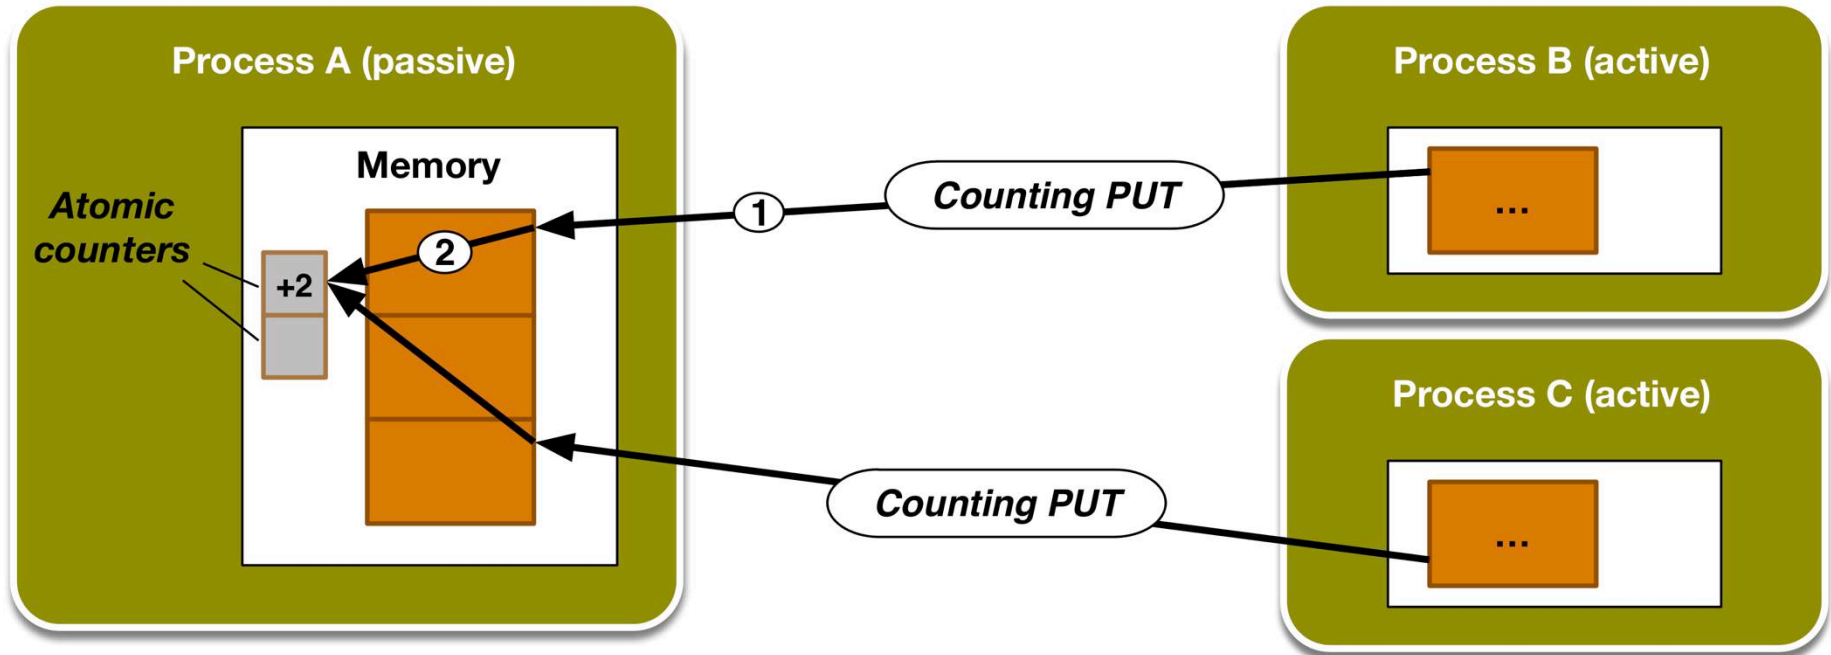 Process A (passive)
Memory
Atomic
counters
+2
2
1
Counting PUT
Counting PUT
Process B (active)
...
Process C (active)
...